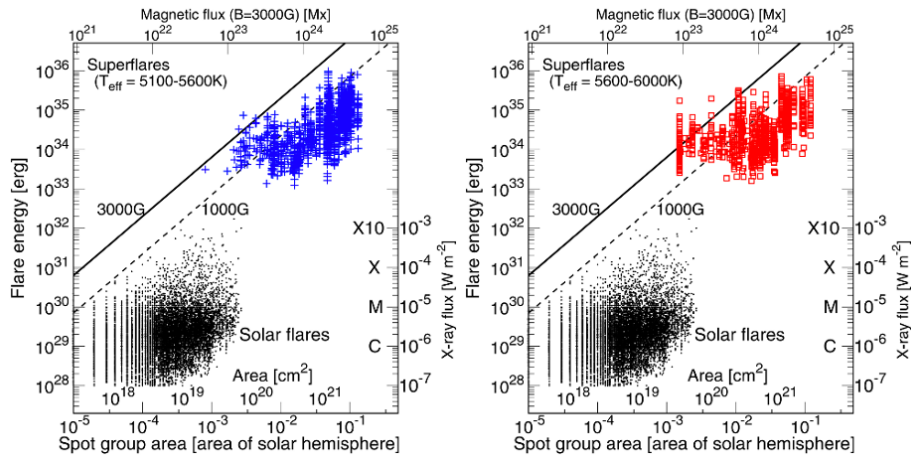 Magnetic flux (B=3000G) [Mx]
10^21 10^22 10^23 10^24 10^25
Superflares
(T_eff = 5100-5600K)
Flare energy [erg]
10^36
10^35
10^34
10^33
10^32
10^31
10^30
10^29
10^28
3000G
1000G
X10
X
M
C
10^-3
10^-4
10^-5
10^-6
10^-7
X-ray flux [W m^-2]
Solar flares
Area [cm^2]
10^18 10^19 10^20 10^21
10^-5 10^-4 10^-3 10^-2 10^-1
Spot group area [area of solar hemisphere]
Magnetic flux (B=3000G) [Mx]
10^21 10^22 10^23 10^24 10^25
Superflares
(T_eff = 5600-6000K)
Flare energy [erg]
10^36
10^35
10^34
10^33
10^32
10^31
10^30
10^29
10^28
3000G
1000G
X10
X
M
C
10^-3
10^-4
10^-5
10^-6
10^-7
X-ray flux [W m^-2]
Solar flares
Area [cm^2]
10^18 10^19 10^20 10^21
10^-5 10^-4 10^-3 10^-2 10^-1
Spot group area [area of solar hemisphere]